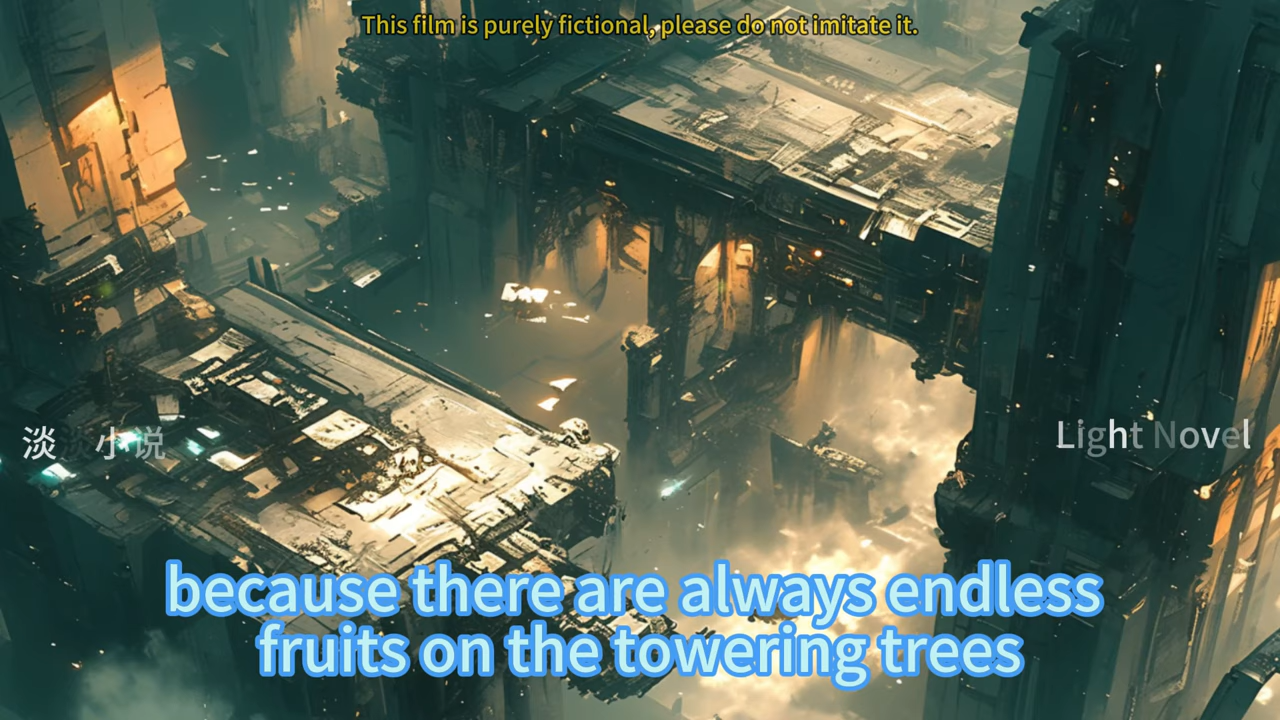 This film is purely fictional, please do not imitate it.
淡淡小说
Light Novel
because there are always endless
fruits on the towering trees